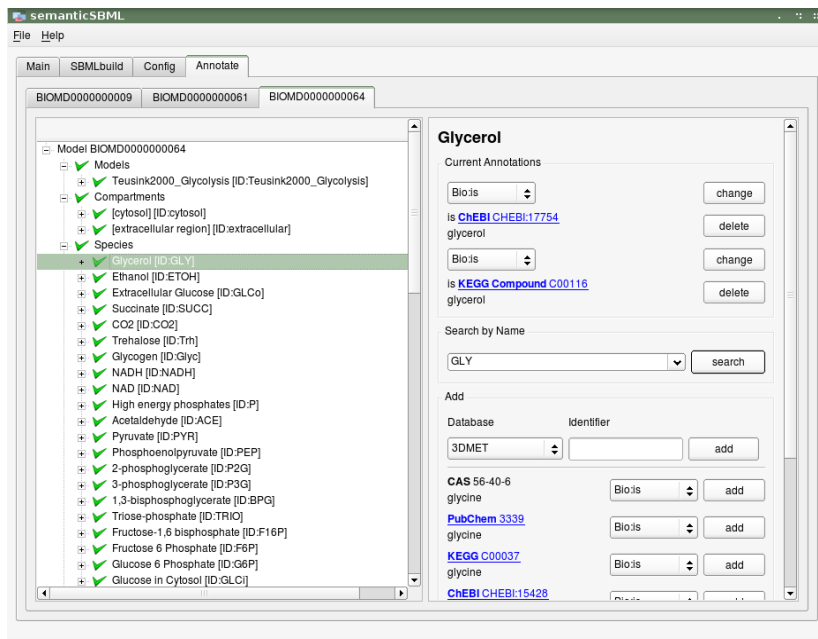 semanticSBML
File Help
Main SBMLbuild Config Annotate
BIOMD0000000009 BIOMD0000000061 BIOMD0000000064
Model BIOMD0000000064
Models
Teusink2000_Glycolysis [ID:Teusink2000_Glycolysis]
Compartments
[cytosol] [ID:cytosol]
[extracellular region] [ID:extracellular]
Species
Glycerol [ID:GLY]
Ethanol [ID:ETOH]
Extracellular Glucose [ID:GLCo]
Succinate [ID:SUCC]
CO2 [ID:CO2]
Trehalose [ID:Trh]
Glycogen [ID:Glyc]
NADH [ID:NADH]
NAD [ID:NAD]
High energy phosphates [ID:P]
Acetaldehyde [ID:ACE]
Pyruvate [ID:PYR]
Phosphoenolpyruvate [ID:PEP]
2-phosphoglycerate [ID:P2G]
3-phosphoglycerate [ID:P3G]
1,3-bisphosphoglycerate [ID:BPG]
Triose-phosphate [ID:TRIO]
Fructose-1,6 bisphosphate [ID:F16P]
Fructose 6 Phosphate [ID:F6P]
Glucose 6 Phosphate [ID:G6P]
Glucose in Cytosol [ID:GLCi]
Glycerol
Current Annotations
Bio:is change
is ChEBI CHEBI:17754
glycerol
delete
Bio:is change
is KEGG Compound C00116
glycerol
delete
Search by Name
GLY search
Add
Database Identifier
3DMET add
CAS 56-40-6
glycine
Bio:is add
PubChem 3339
glycine
Bio:is add
KEGG C00037
glycine
Bio:is add
ChEBI CHEBI:15428